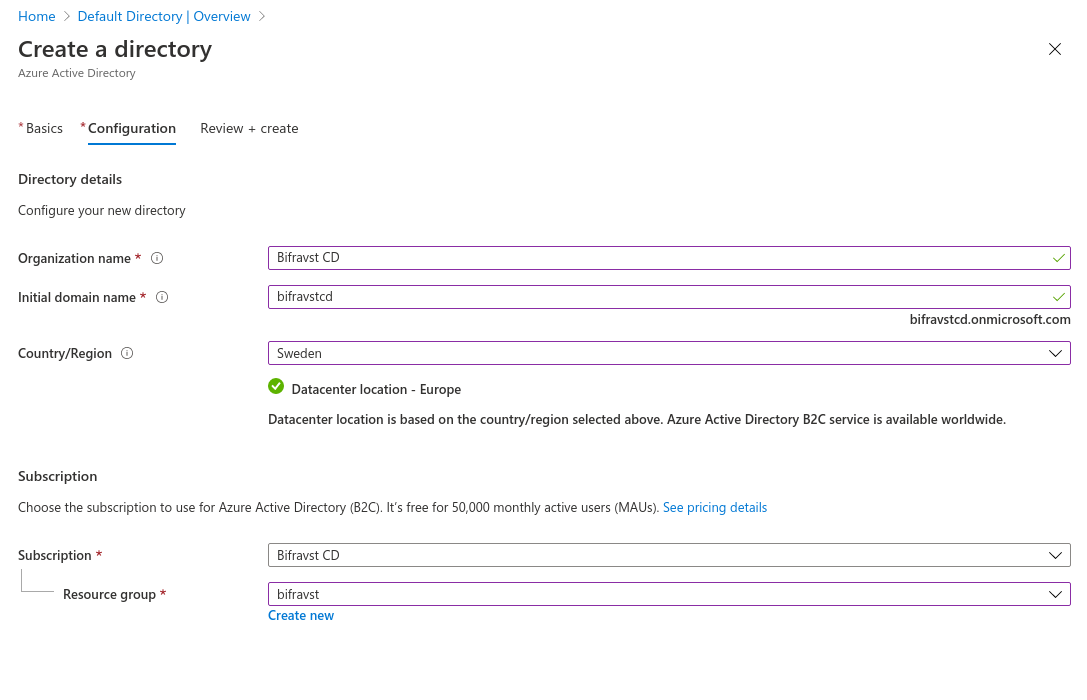 Home > Default Directory | Overview >
Create a directory
Azure Active Directory
* Basics * Configuration Review + create
Directory details
Configure your new directory
Organization name * Bifravst CD
Initial domain name * bifravstcd
bifravstcd.onmicrosoft.com
Country/Region Sweden
Datacenter location - Europe
Datacenter location is based on the country/region selected above. Azure Active Directory B2C service is available worldwide.
Subscription
Choose the subscription to use for Azure Active Directory (B2C). It's free for 50,000 monthly active users (MAUs). See pricing details
Subscription * Bifravst CD
Resource group * bifravst
Create new